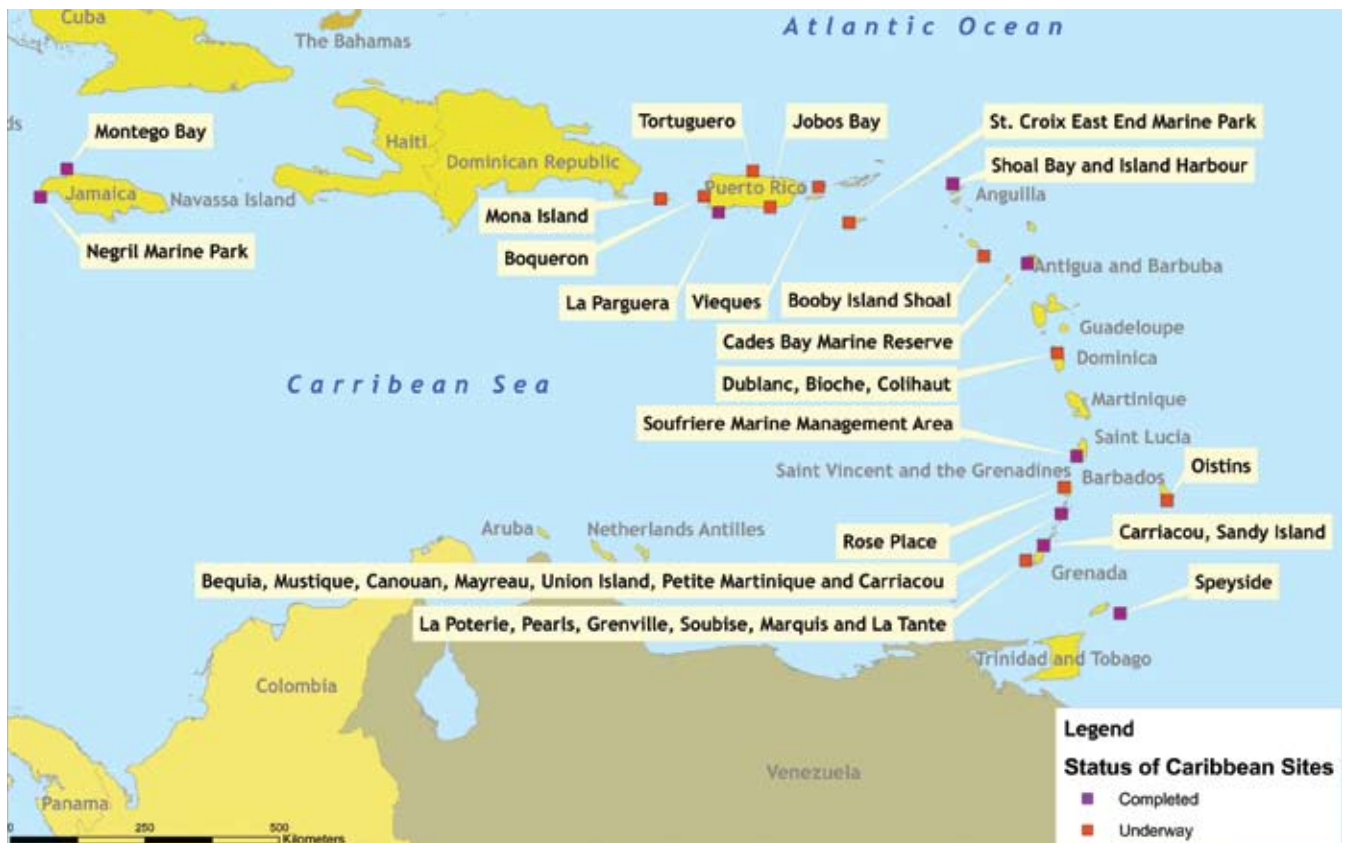 Cuba
Atlantic Ocean
The Bahamas
ds
Montego Bay
Haiti
Tortuguero
Jobos Bay
St. Croix East End Marine Park
Dominican Republic
Shoal Bay and Island Harbour
Jamaica
Navassa Island
Puerto Rico
Anguilla
Mona Island
Negril Marine Park
Boqueron
Antigua and Barbuba
La Parguera
Vieques
Booby Island Shoal
Guadeloupe
Cades Bay Marine Reserve
Dominica
Carribean Sea
Dublanc, Bioche, Colihaut
Martinique
Soufriere Marine Management Area
Saint Lucia
Saint Vincent and the Grenadines
Barbados
Oistins
Aruba
Netherlands Antilles
Rose Place
Carriacou, Sandy Island
Bequia, Mustique, Canouan, Mayreau, Union Island, Petite Martinique and Carriacou
Grenada
Speyside
La Poterie, Pearls, Grenville, Soubise, Marquis and La Tante
Trinidad and Tobago
Colombia
Venezuela
Panama
Legend
Status of Caribbean Sites
Completed
Underway
0 250 500
Kilometers